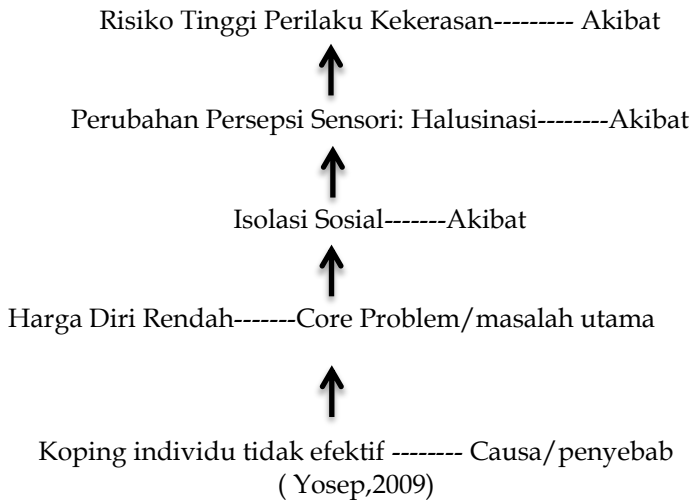 Risiko Tinggi Perilaku Kekerasan--------- Akibat
Perubahan Persepsi Sensori: Halusinasi--------Akibat
Isolasi Sosial-------Akibat
Harga Diri Rendah-------Core Problem/masalah utama
Koping individu tidak efektif -------- Causa/penyebab
( Yosep,2009)